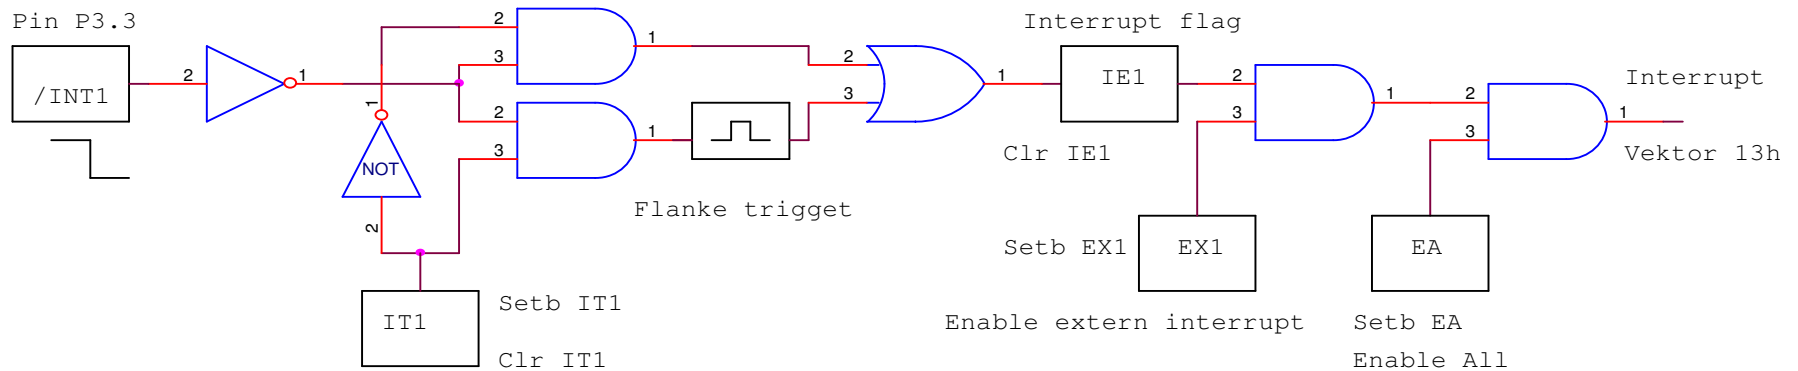 Pin P3.3
/INT1
2
1
1
NOT
2
IT1
Setb IT1
Clr IT1
2
3
1
2
3
1
Flanke trigget
2
3
1
Interrupt flag
IE1
Clr IE1
2
3
1
Setb EX1
EX1
Enable extern interrupt
2
3
1
EA
Setb EA
Enable All
Interrupt
Vektor 13h